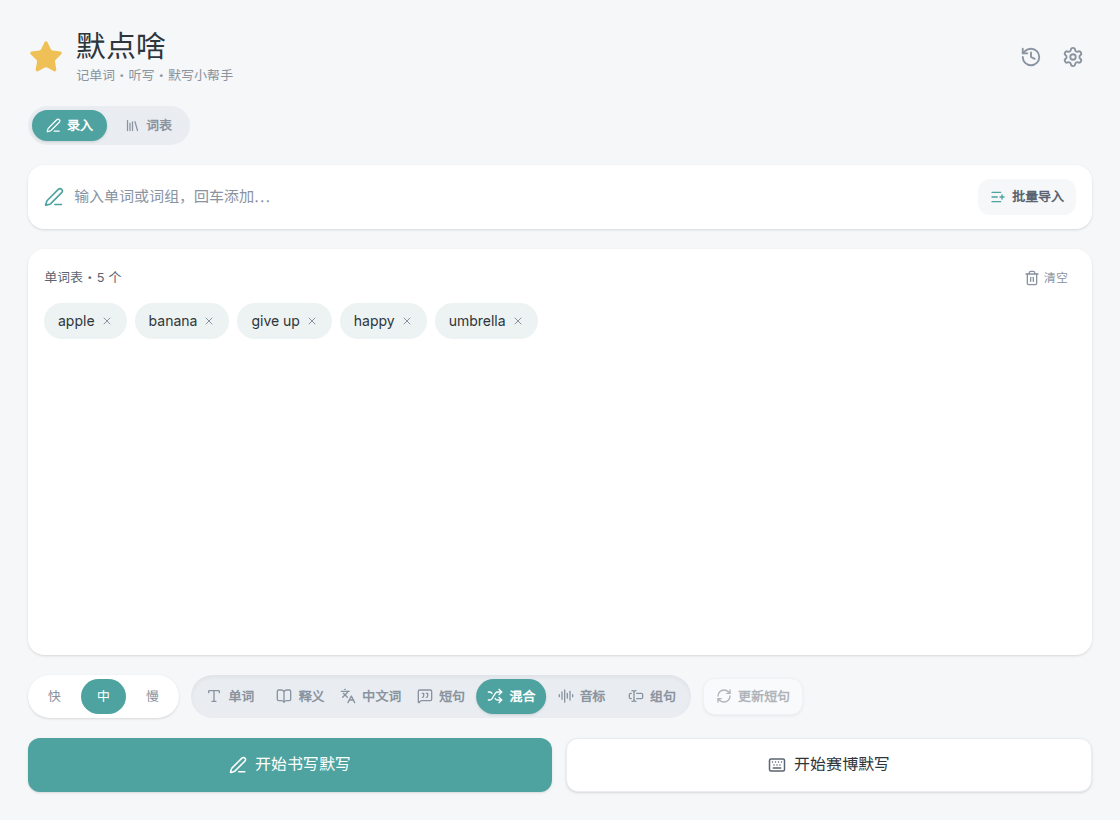 默点啥
记单词・听写・默写小帮手
录入 词表
输入单词或词组，回车添加...
批量导入
单词表・5 个
清空
apple × banana × give up × happy × umbrella ×
快 中 慢 单词 释义 中文词 短句 混合 音标 组句 更新短句
开始书写默写 开始赛博默写